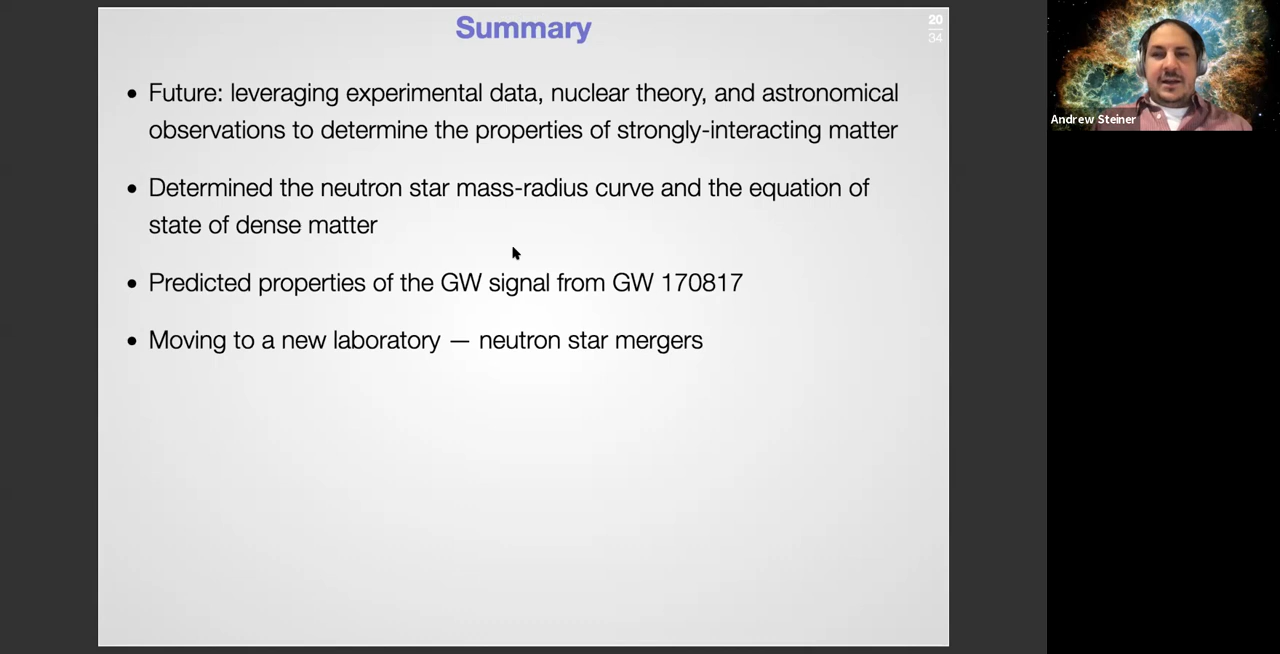 Summary
20
34
• Future: leveraging experimental data, nuclear theory, and astronomical
observations to determine the properties of strongly-interacting matter
• Determined the neutron star mass-radius curve and the equation of
state of dense matter
• Predicted properties of the GW signal from GW 170817
• Moving to a new laboratory — neutron star mergers
Andrew Steiner